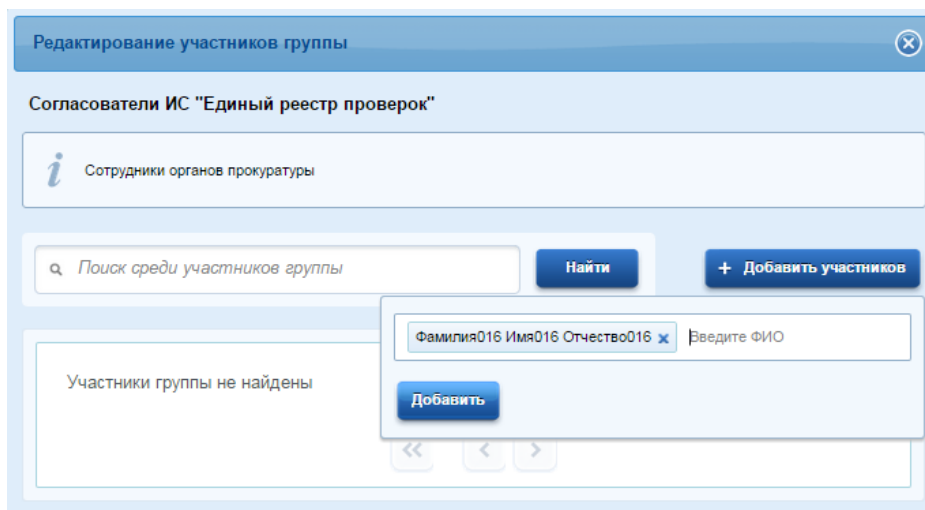 Редактирование участников группы
Согласователи ИС "Единый реестр проверок"
Сотрудники органов прокуратуры
Поиск среди участников группы
Найти
+ Добавить участников
Фамилия016 Имя016 Отчество016 x
Введите ФИО
Участники группы не найдены
Добавить